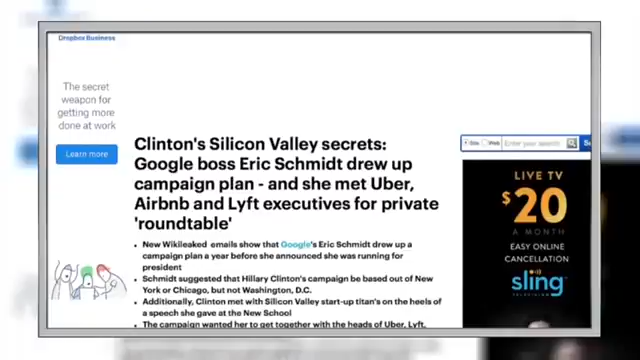 Dropbox Business
The secret
weapon for
getting more
done at work
Learn more
Clinton's Silicon Valley secrets:
Google boss Eric Schmidt drew up
campaign plan - and she met Uber,
Airbnb and Lyft executives for private
'roundtable'
New Wikileaked emails show that Google's Eric Schmidt drew up a
campaign plan a year before she announced she was running for
president
Schmidt suggested that Hillary Clinton's campaign be based out of New
York or Chicago, but not Washington, D.C.
Additionally, Clinton met with Silicon Valley start-up titan's on the heels of
a speech she gave at the New School
The campaign wanted her to get together with the heads of Uber, Lyft,
Site Web Enter your search
LIVE TV
$20
A MONTH
EASY ONLINE
CANCELLATION
sling
TELEVISION